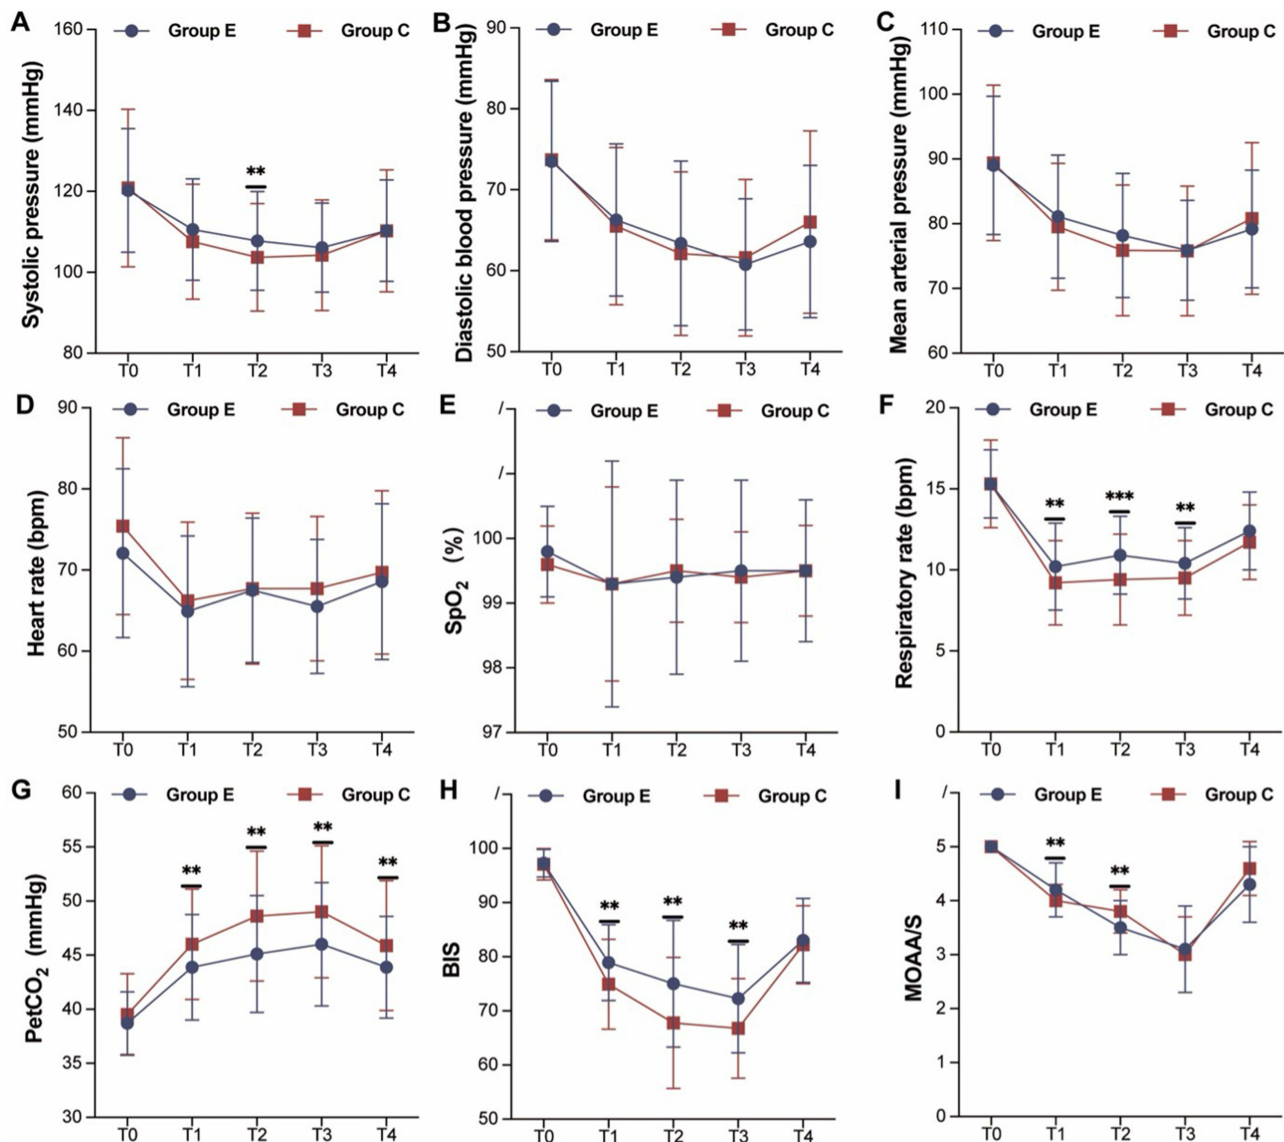 A
Group E
Group C
Systolic pressure (mmHg)
160
140
120
100
80
**
T0 T1 T2 T3 T4
B
Group E
Group C
Diastolic blood pressure (mmHg)
90
80
70
60
50
T0 T1 T2 T3 T4
C
Group E
Group C
Mean arterial pressure (mmHg)
110
100
90
80
70
60
T0 T1 T2 T3 T4
D
Group E
Group C
Heart rate (bpm)
90
80
70
60
50
T0 T1 T2 T3 T4
E
Group E
Group C
SpO2 (%)
/
/
100
99
98
97
T0 T1 T2 T3 T4
F
Group E
Group C
Respiratory rate (bpm)
20
15
10
5
0
** *** **
T0 T1 T2 T3 T4
G
Group E
Group C
PetCO2 (mmHg)
60
55
50
45
40
35
30
** ** ** **
T0 T1 T2 T3 T4
H
Group E
Group C
BIS
/
100
90
80
70
60
50
** ** **
T0 T1 T2 T3 T4
I
Group E
Group C
MOAA/S
/
5
4
3
2
1
0
** **
T0 T1 T2 T3 T4